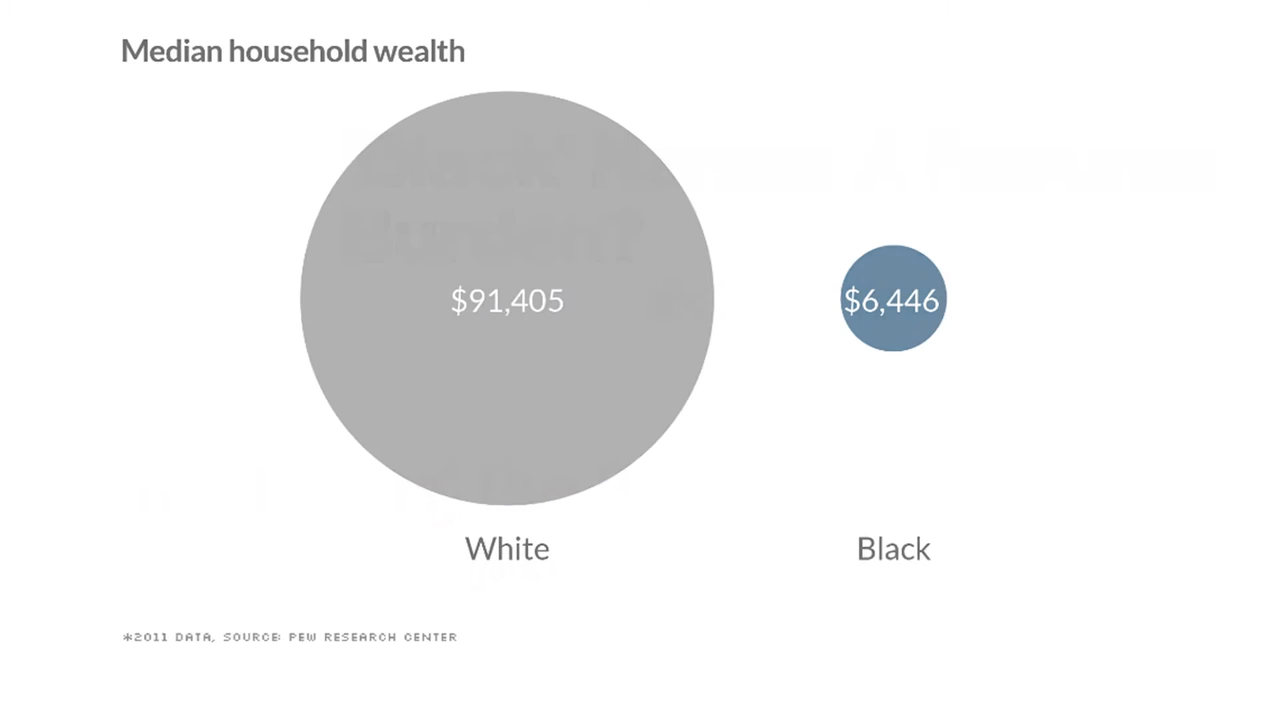 Median household wealth
$91,405
$6,446
White
Black
*2011 DATA, SOURCE: PEW RESEARCH CENTER